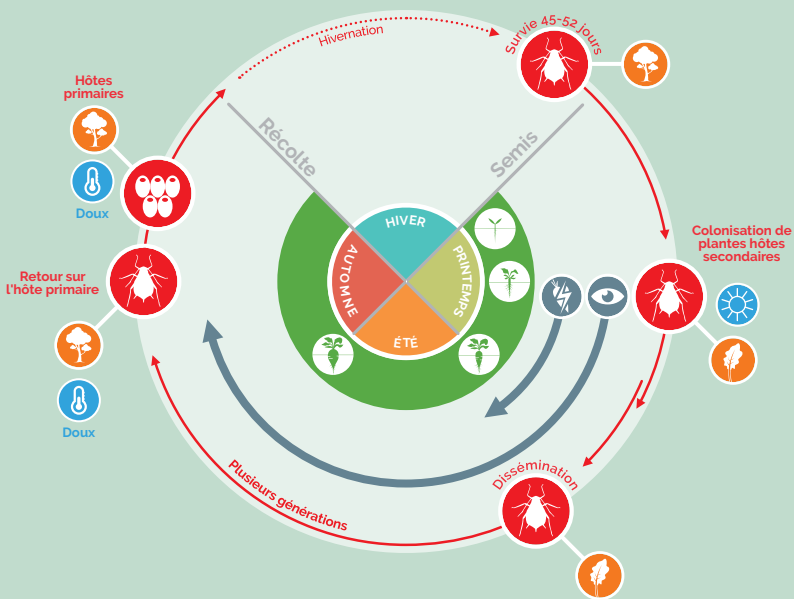 Hivernation
Survie 45-52 jours
Hôtes
primaires
Doux
Récolte
Semis
HIVER
PRINTEMPS
ÉTÉ
AUTOMNE
Colonisation de
plantes hôtes
secondaires
Retour sur
l'hôte primaire
Doux
Dissémination
Plusieurs générations